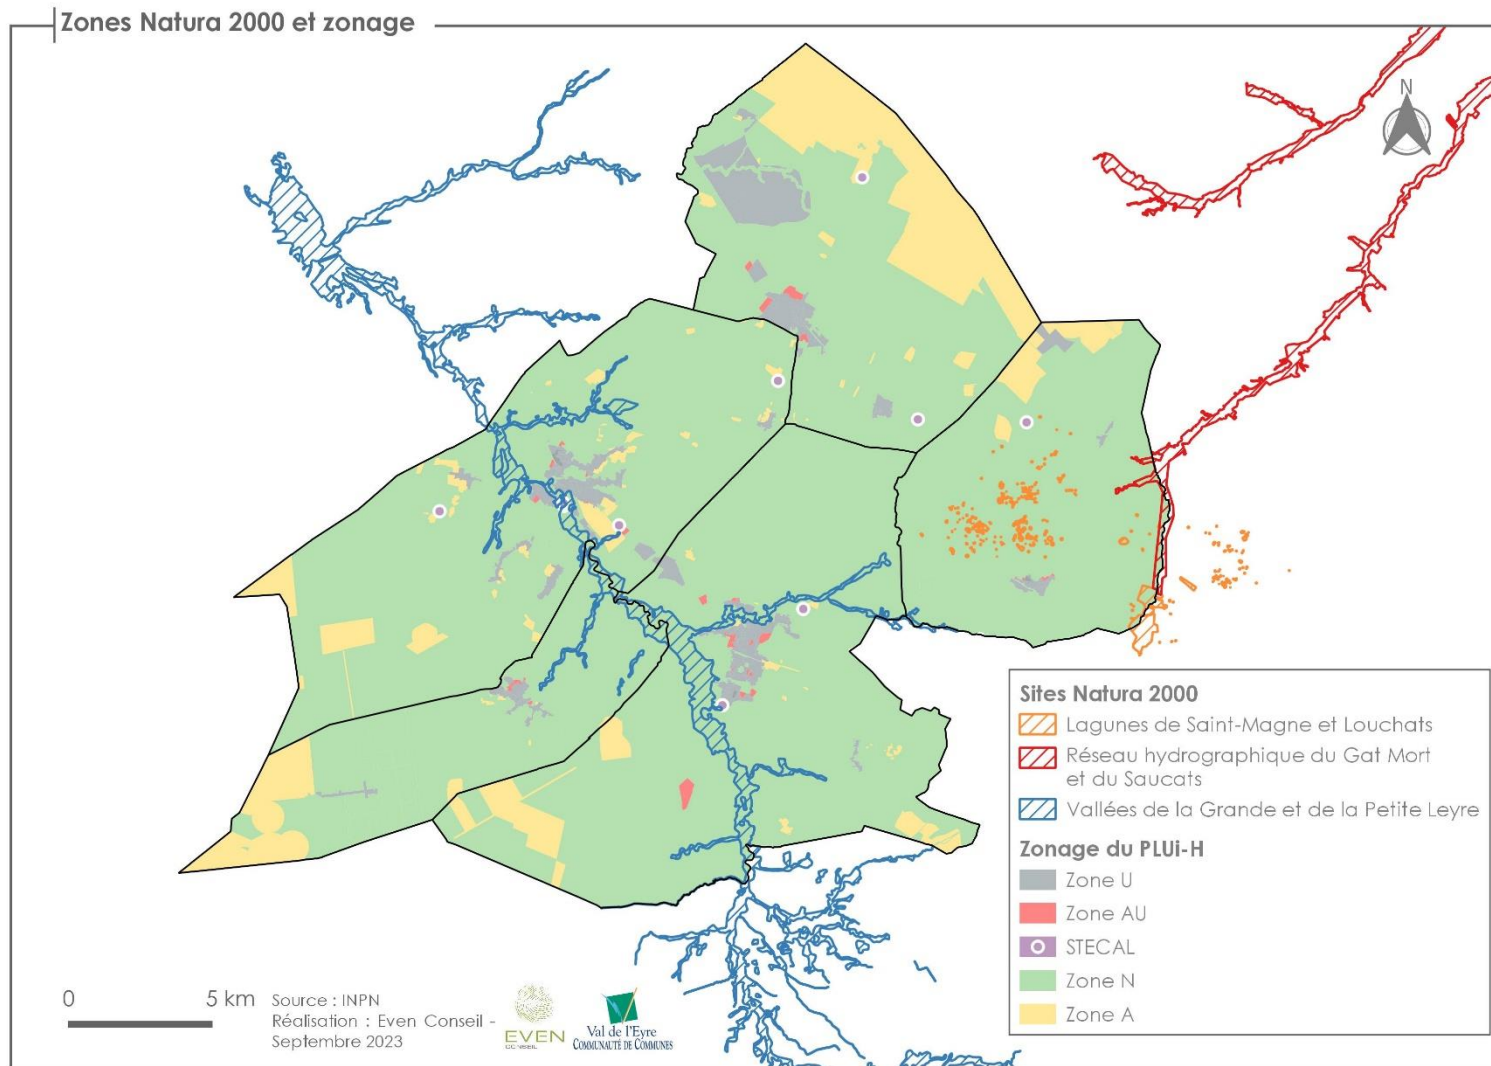 Zones Natura 2000 et zonage
N
Sites Natura 2000
Lagunes de Saint-Magne et Louchats
Réseau hydrographique du Gat Mort
et du Saucats
Vallées de la Grande et de la Petite Leyre
Zonage du PLUi-H
Zone U
Zone AU
STECAL
Zone N
Zone A
0 5 km
Source : INPN
Réalisation : Even Conseil -
Septembre 2023
EVEN
CONSEIL
Val de l'Eyre
COMMUNAUTÉ DE COMMUNES